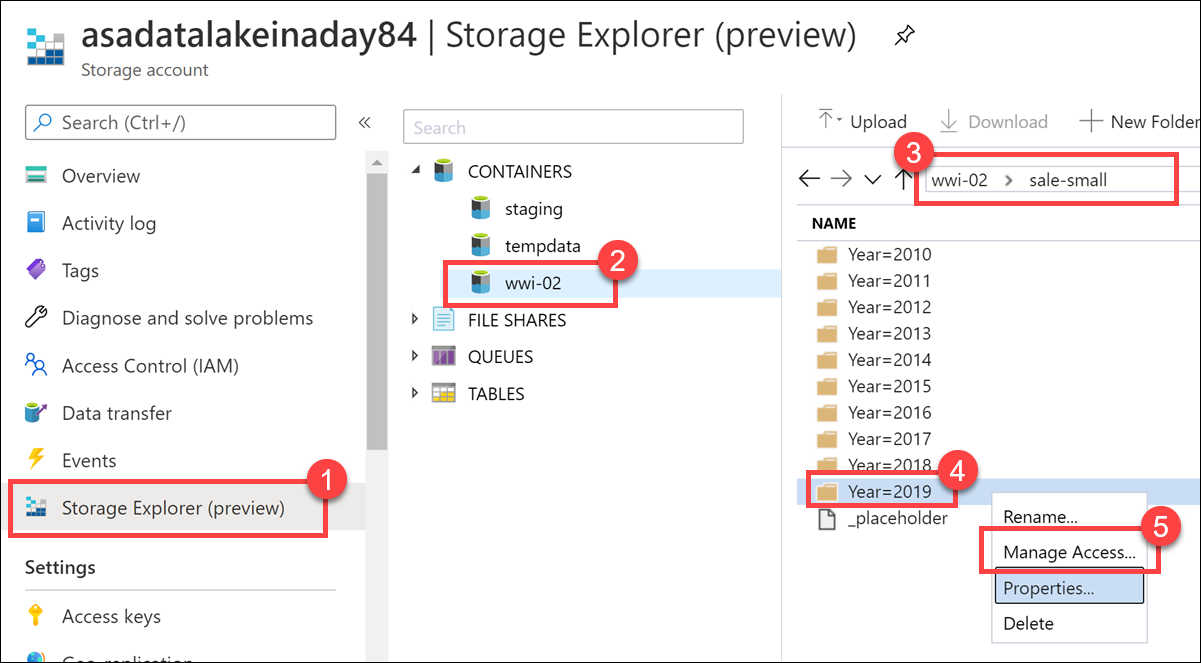 asadatalakeinaday84 | Storage Explorer (preview)
Storage account
Search (Ctrl+/)
«
Overview
Activity log
Tags
Diagnose and solve problems
Access Control (IAM)
Data transfer
Events
1
Storage Explorer (preview)
Settings
Access keys
Geo-replication
Search
CONTAINERS
staging
tempdata
2
wwi-02
FILE SHARES
QUEUES
TABLES
Upload Download New Folder
3
wwi-02 > sale-small
NAME
Year=2010
Year=2011
Year=2012
Year=2013
Year=2014
Year=2015
Year=2016
Year=2017
Year=2018
4
Year=2019
_placeholder
Rename...
5
Manage Access...
Properties...
Delete